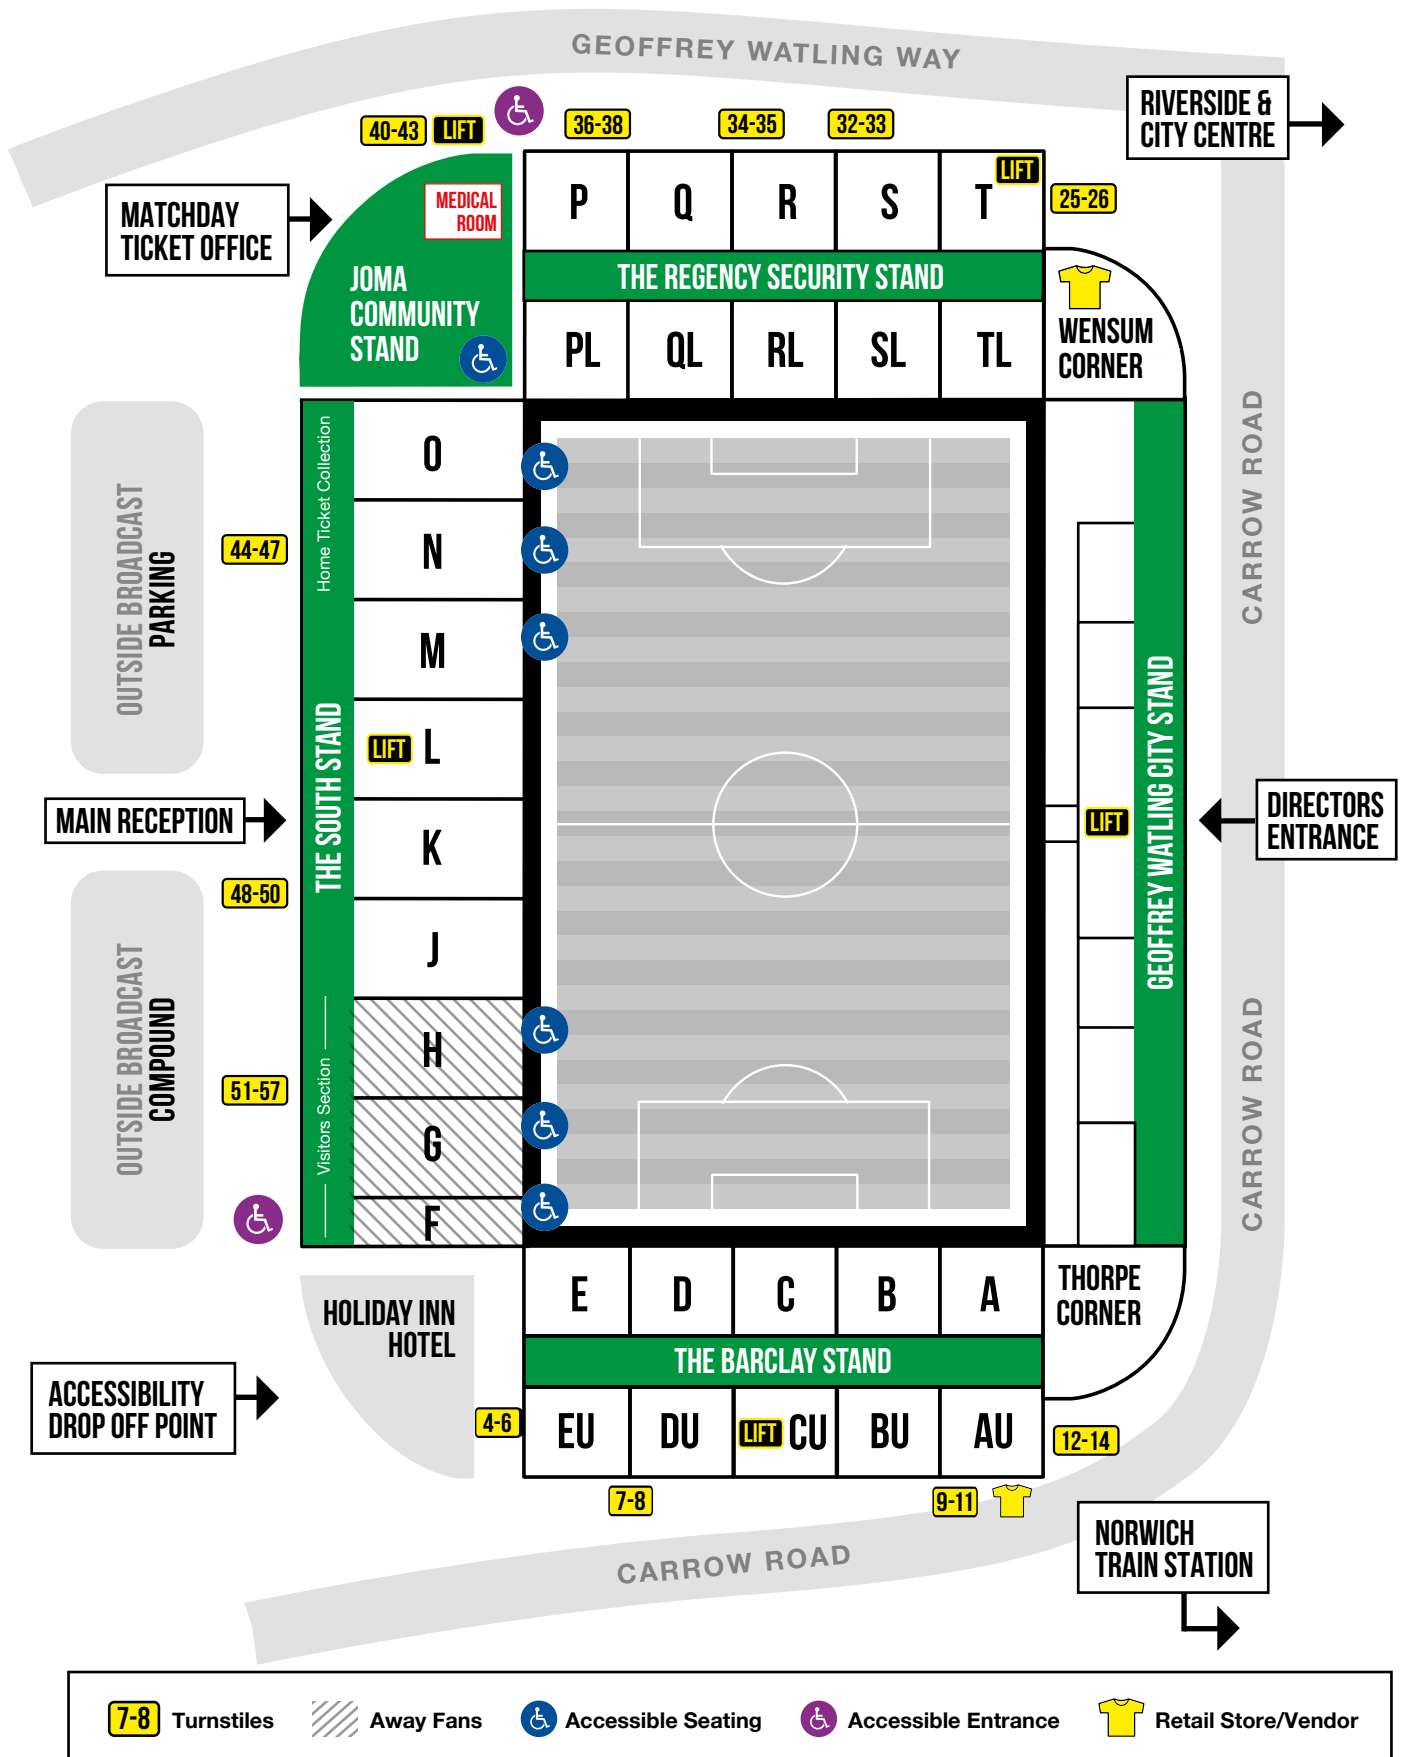 GEOFFREY WATLING WAY
RIVERSIDE &
CITY CENTRE
40-43
LIFT
36-38
34-35
32-33
MATCHDAY
TICKET OFFICE
MEDICAL
ROOM
P
Q
R
S
T
LIFT
25-26
JOMA
COMMUNITY
STAND
THE REGENCY SECURITY STAND
WENSUM
CORNER
PL
QL
RL
SL
TL
OUTSIDE BROADCAST
PARKING
44-47
Home Ticket Collection
O
N
M
LIFT
L
K
J
H
G
F
THE SOUTH STAND
MAIN RECEPTION
48-50
OUTSIDE BROADCAST
COMPOUND
51-57
Visitors Section
LIFT
GEOFFREY WATLING CITY STAND
DIRECTORS
ENTRANCE
CARROW ROAD
CARROW ROAD
E
D
C
B
A
THORPE
CORNER
HOLIDAY INN
HOTEL
THE BARCLAY STAND
ACCESSIBILITY
DROP OFF POINT
4-6
EU
DU
LIFT
CU
BU
AU
12-14
7-8
9-11
NORWICH
TRAIN STATION
CARROW ROAD
7-8
Turnstiles
Away Fans
Accessible Seating
Accessible Entrance
Retail Store/Vendor